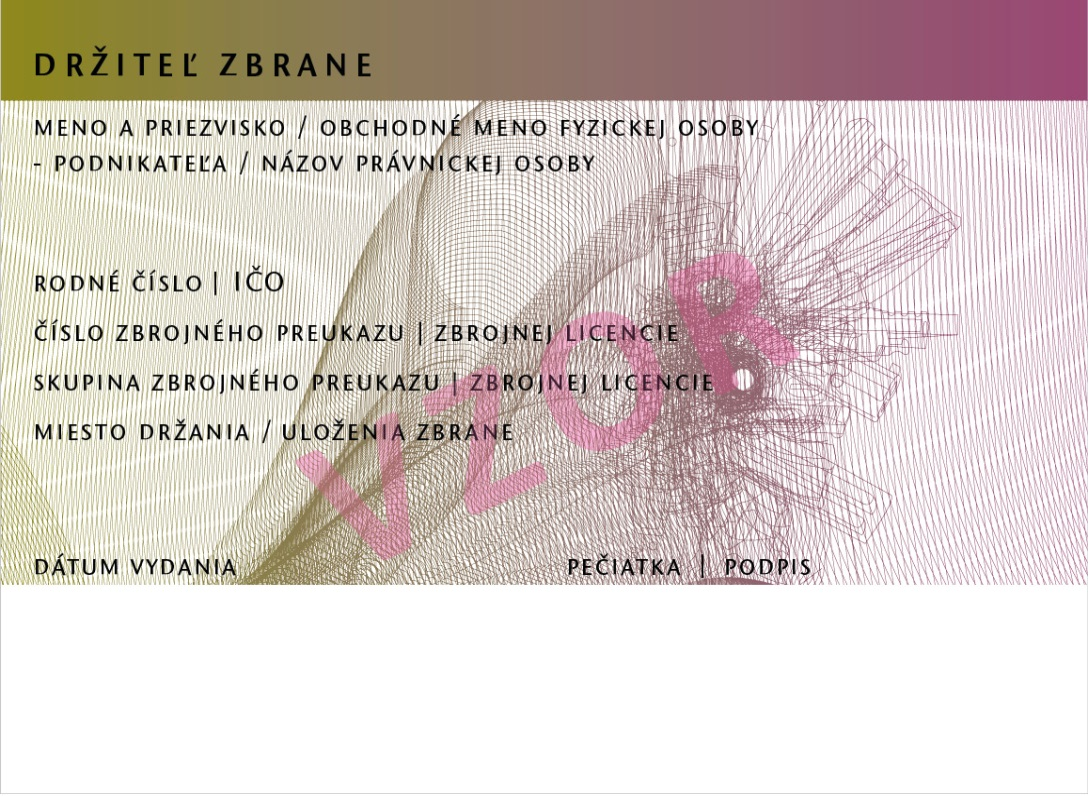 DRŽITEĽ ZBRANE
MENO A PRIEZVISKO / OBCHODNÉ MENO FYZICKEJ OSOBY
- PODNIKATEĽA / NÁZOV PRÁVNICKEJ OSOBY
RODNÉ ČÍSLO | IČO
ČÍSLO ZBROJNÉHO PREUKAZU | ZBROJNEJ LICENCIE
SKUPINA ZBROJNÉHO PREUKAZU | ZBROJNEJ LICENCIE
MIESTO DRŽANIA / ULOŽENIA ZBRANE
VZOR
DÁTUM VYDANIA PEČIATKA | PODPIS